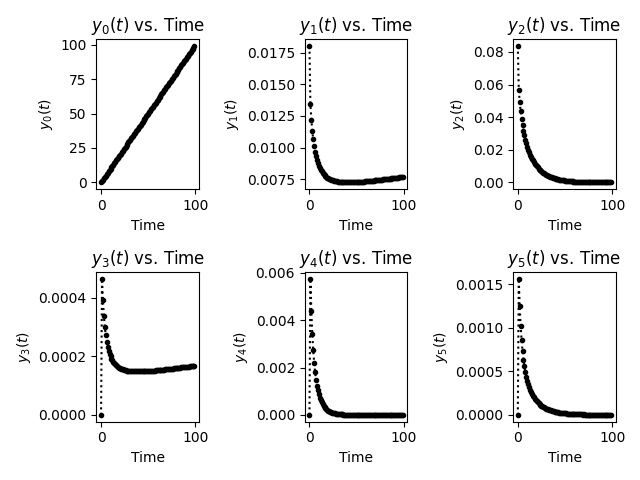 y₀(t) vs. Time
y₁(t) vs. Time
y₂(t) vs. Time
100
75
50
25
0
y₀(t)
0 100
Time
0.0175
0.0150
0.0125
0.0100
0.0075
y₁(t)
0 100
Time
0.08
0.06
0.04
0.02
0.00
y₂(t)
0 100
Time
y₃(t) vs. Time
y₄(t) vs. Time
y₅(t) vs. Time
0.0004
0.0002
0.0000
y₃(t)
0 100
Time
0.006
0.004
0.002
0.000
y₄(t)
0 100
Time
0.0015
0.0010
0.0005
0.0000
y₅(t)
0 100
Time